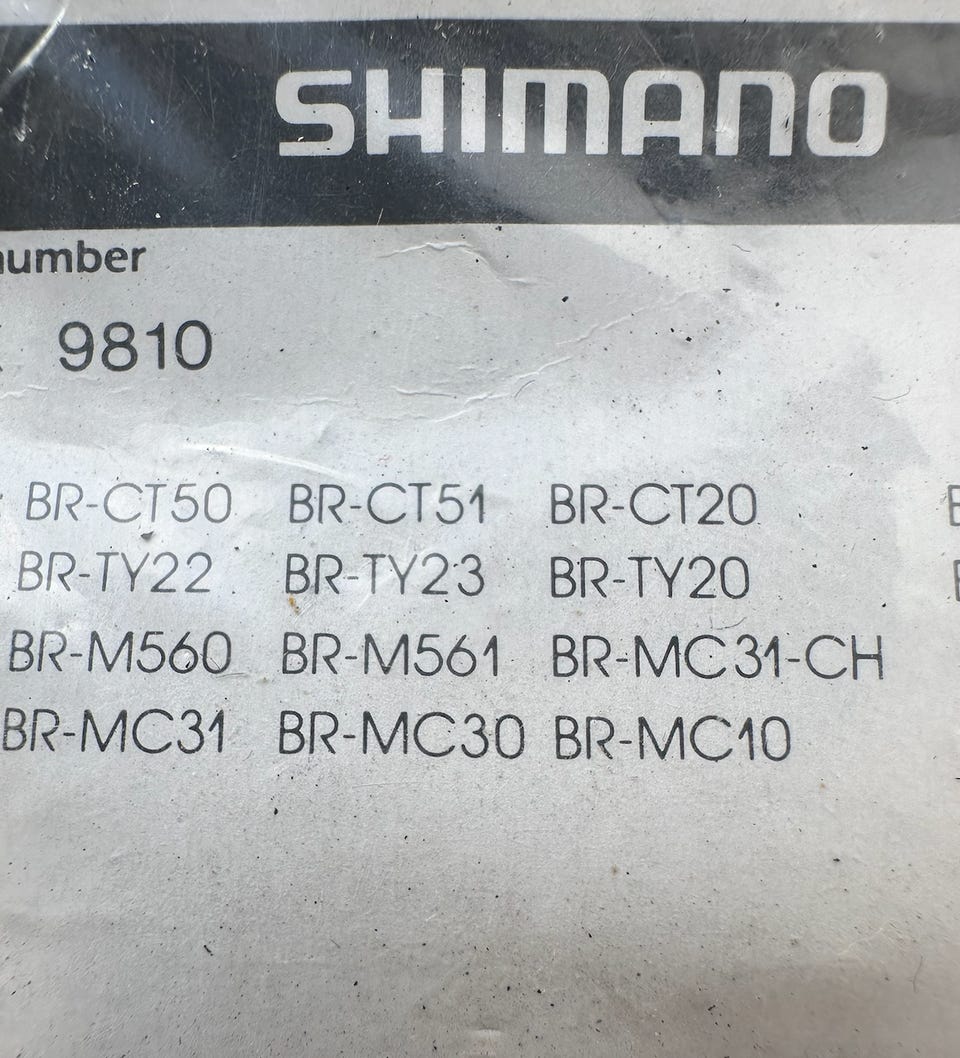 SHIMANO
number
9810
BR-CT50 BR-CT51 BR-CT20
BR-TY22 BR-TY23 BR-TY20
BR-M560 BR-M561 BR-MC31-CH
BR-MC31 BR-MC30 BR-MC10